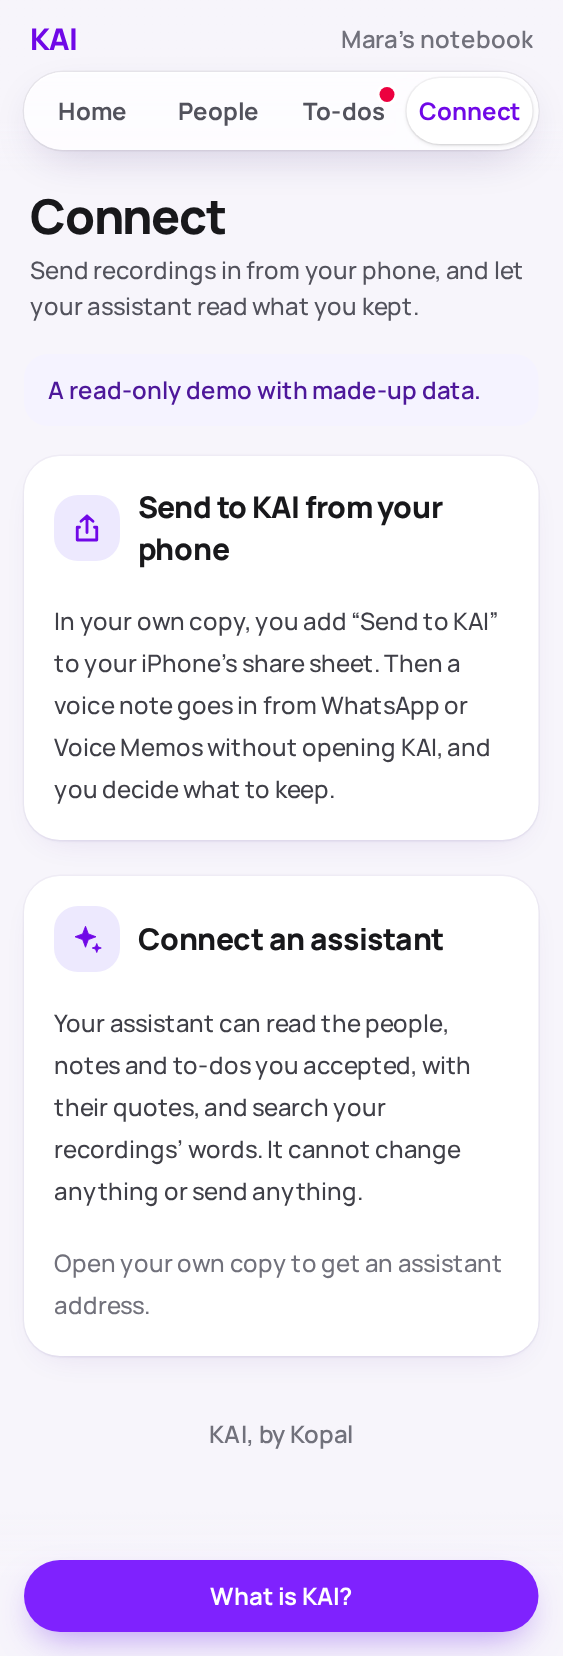 KAI
Mara’s notebook
Home
People
To-dos
Connect
Connect
Send recordings in from your phone, and let
your assistant read what you kept.
A read-only demo with made-up data.
Send to KAI from your
phone
In your own copy, you add “Send to KAI”
to your iPhone’s share sheet. Then a
voice note goes in from WhatsApp or
Voice Memos without opening KAI, and
you decide what to keep.
Connect an assistant
Your assistant can read the people,
notes and to-dos you accepted, with
their quotes, and search your
recordings’ words. It cannot change
anything or send anything.
Open your own copy to get an assistant
address.
KAI, by Kopal
What is KAI?